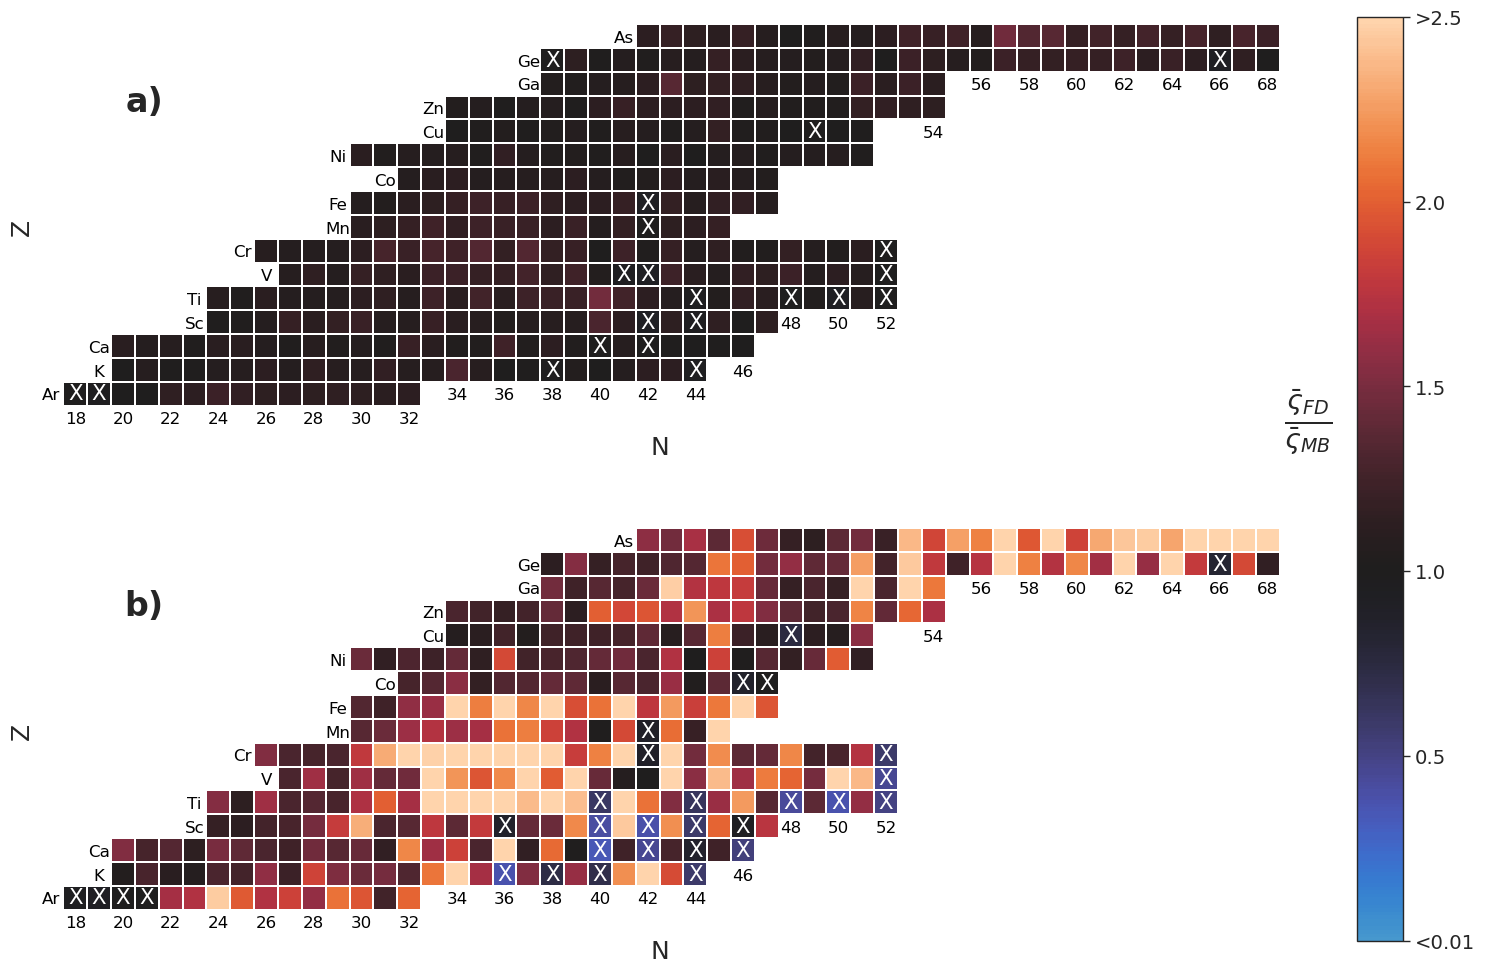 a)
As
Ge X X
Ga 56 58 60 62 64 66 68
Zn
Cu X 54
Ni
Co
Fe X
Mn X
Cr X
V X X X
Ti X X X X
Sc X X 48 50 52
Ca X X
K X X 46
Ar X X 34 36 38 40 42 44
18 20 22 24 26 28 30 32
Z
N
b)
As
Ge X
Ga 56 58 60 62 64 66 68
Zn
Cu X 54
Ni
Co X X
Fe
Mn X
Cr X X
V X
Ti X X X X X
Sc X X X X X 48 50 52
Ca X X X X
K X X X X 46
Ar X X X X 34 36 38 40 42 44
18 20 22 24 26 28 30 32
Z
N
>2.5
2.0
1.5
1.0
0.5
<0.01
ς̄FD
ς̄MB